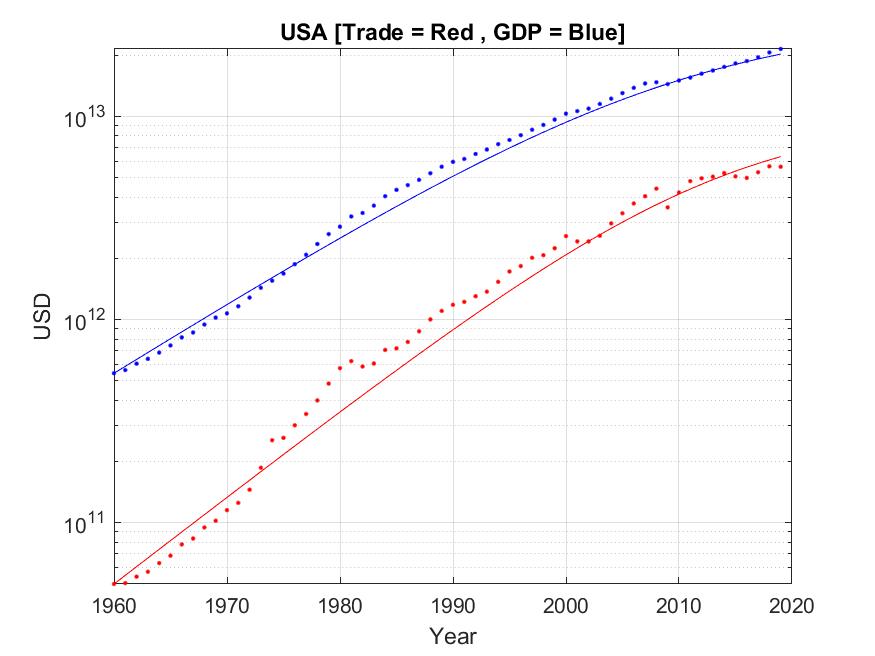 USA [Trade = Red , GDP = Blue]
10^13
10^12
10^11
USD
1960 1970 1980 1990 2000 2010 2020
Year